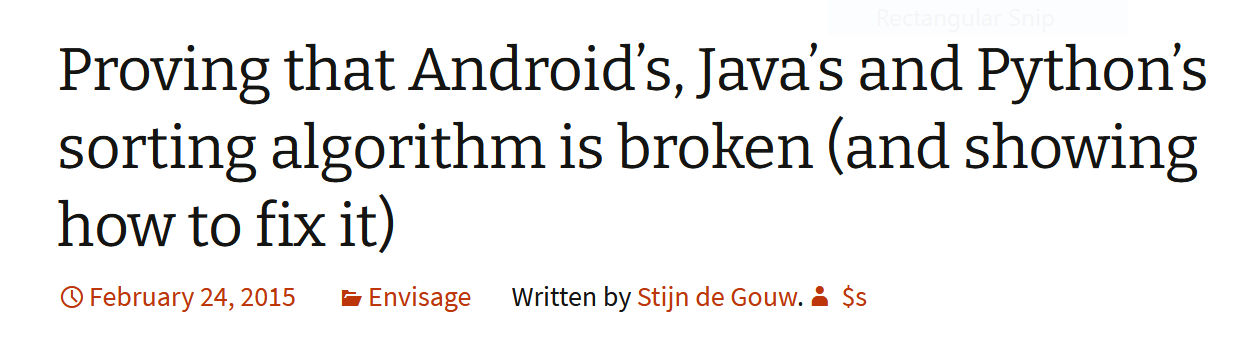 Rectangular Snip
Proving that Android’s, Java’s and Python’s
sorting algorithm is broken (and showing
how to fix it)
February 24, 2015 Envisage Written by Stijn de Gouw. $s